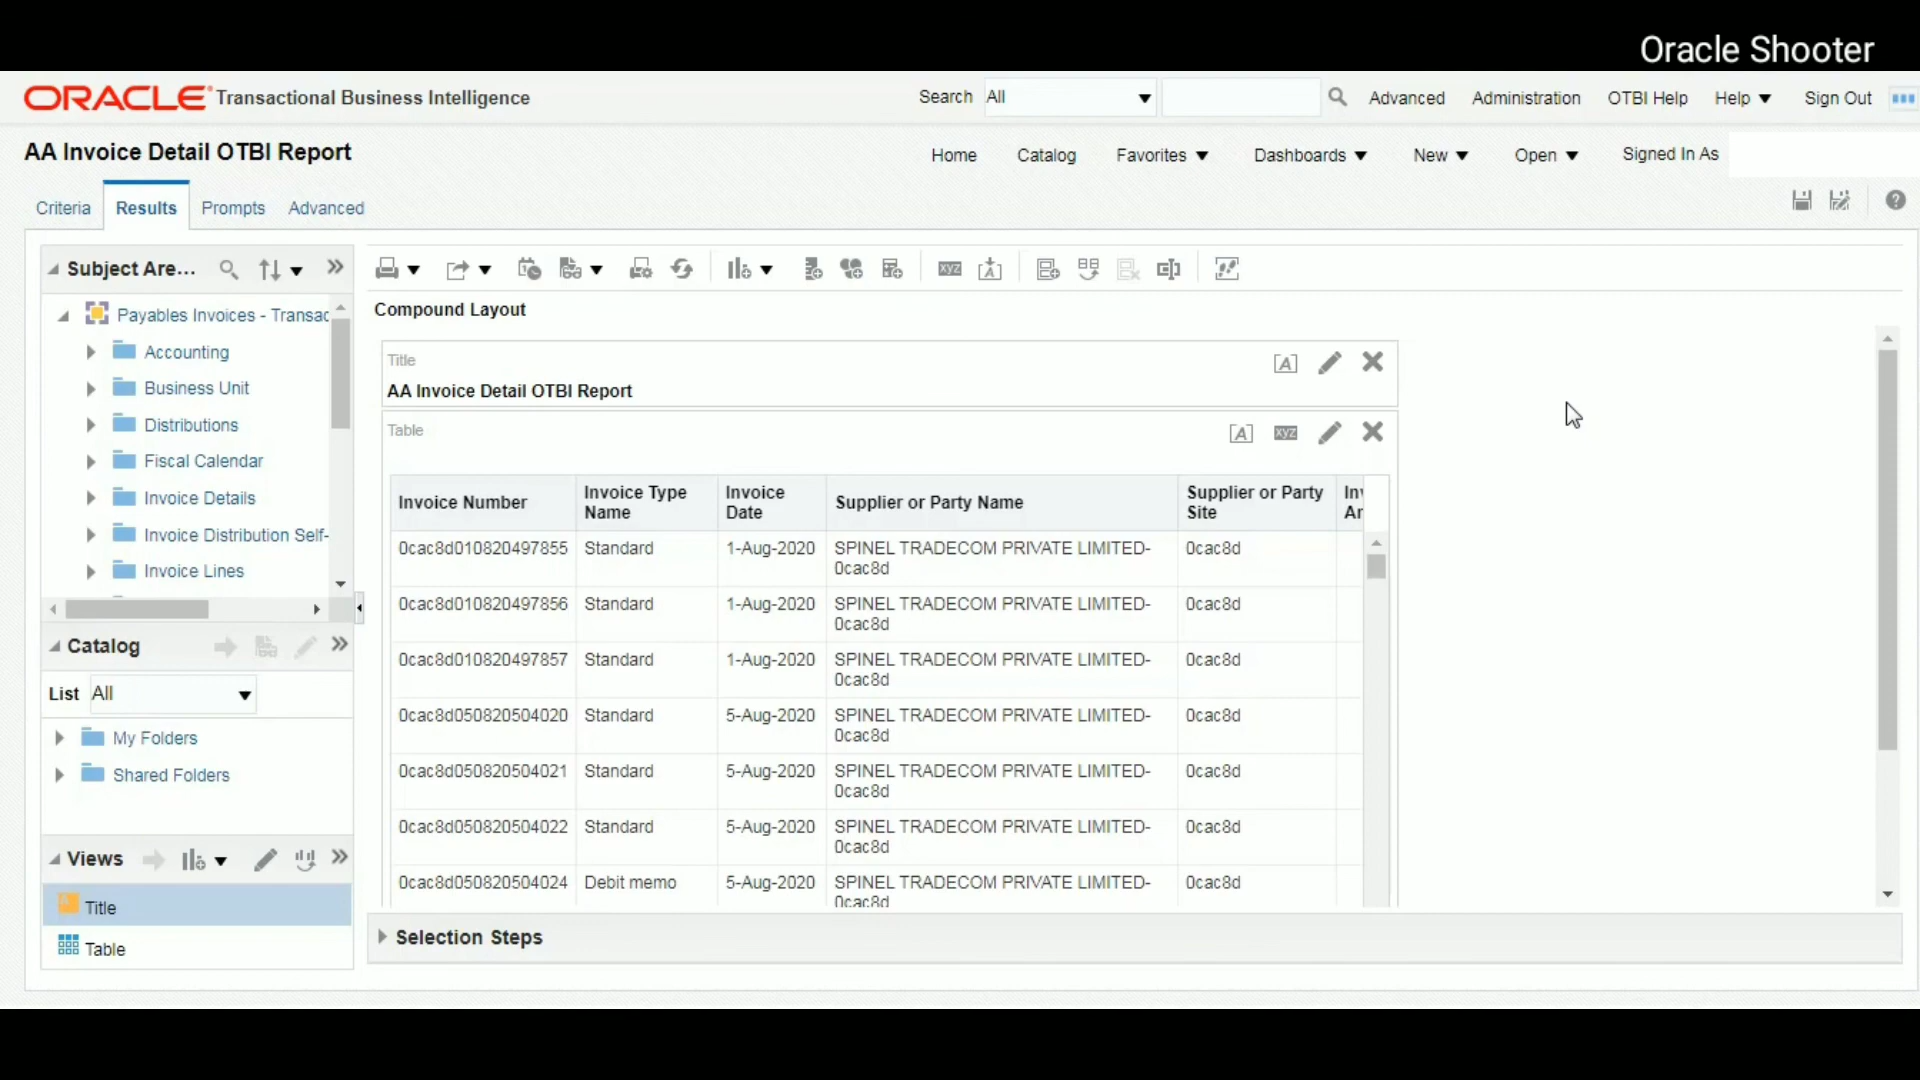 Oracle Shooter
ORACLE Transactional Business Intelligence
Search All Advanced Administration OTBI Help Help Sign Out
AA Invoice Detail OTBI Report
Home Catalog Favorites Dashboards New Open Signed In As
Criteria Results Prompts Advanced
Subject Are...
Payables Invoices - Transac
Accounting
Business Unit
Distributions
Fiscal Calendar
Invoice Details
Invoice Distribution Self-
Invoice Lines
Catalog
List All
My Folders
Shared Folders
Views
Title
Table
Compound Layout
Title
AA Invoice Detail OTBI Report
Table
Invoice Number Invoice Type Name Invoice Date Supplier or Party Name Supplier or Party Site
0cac8d010820497855 Standard 1-Aug-2020 SPINEL TRADECOM PRIVATE LIMITED- 0cac8d
0cac8d
0cac8d010820497856 Standard 1-Aug-2020 SPINEL TRADECOM PRIVATE LIMITED- 0cac8d
0cac8d
0cac8d010820497857 Standard 1-Aug-2020 SPINEL TRADECOM PRIVATE LIMITED- 0cac8d
0cac8d
0cac8d050820504020 Standard 5-Aug-2020 SPINEL TRADECOM PRIVATE LIMITED- 0cac8d
0cac8d
0cac8d050820504021 Standard 5-Aug-2020 SPINEL TRADECOM PRIVATE LIMITED- 0cac8d
0cac8d
0cac8d050820504022 Standard 5-Aug-2020 SPINEL TRADECOM PRIVATE LIMITED- 0cac8d
0cac8d
0cac8d050820504024 Debit memo 5-Aug-2020 SPINEL TRADECOM PRIVATE LIMITED- 0cac8d
0cac8d
Selection Steps